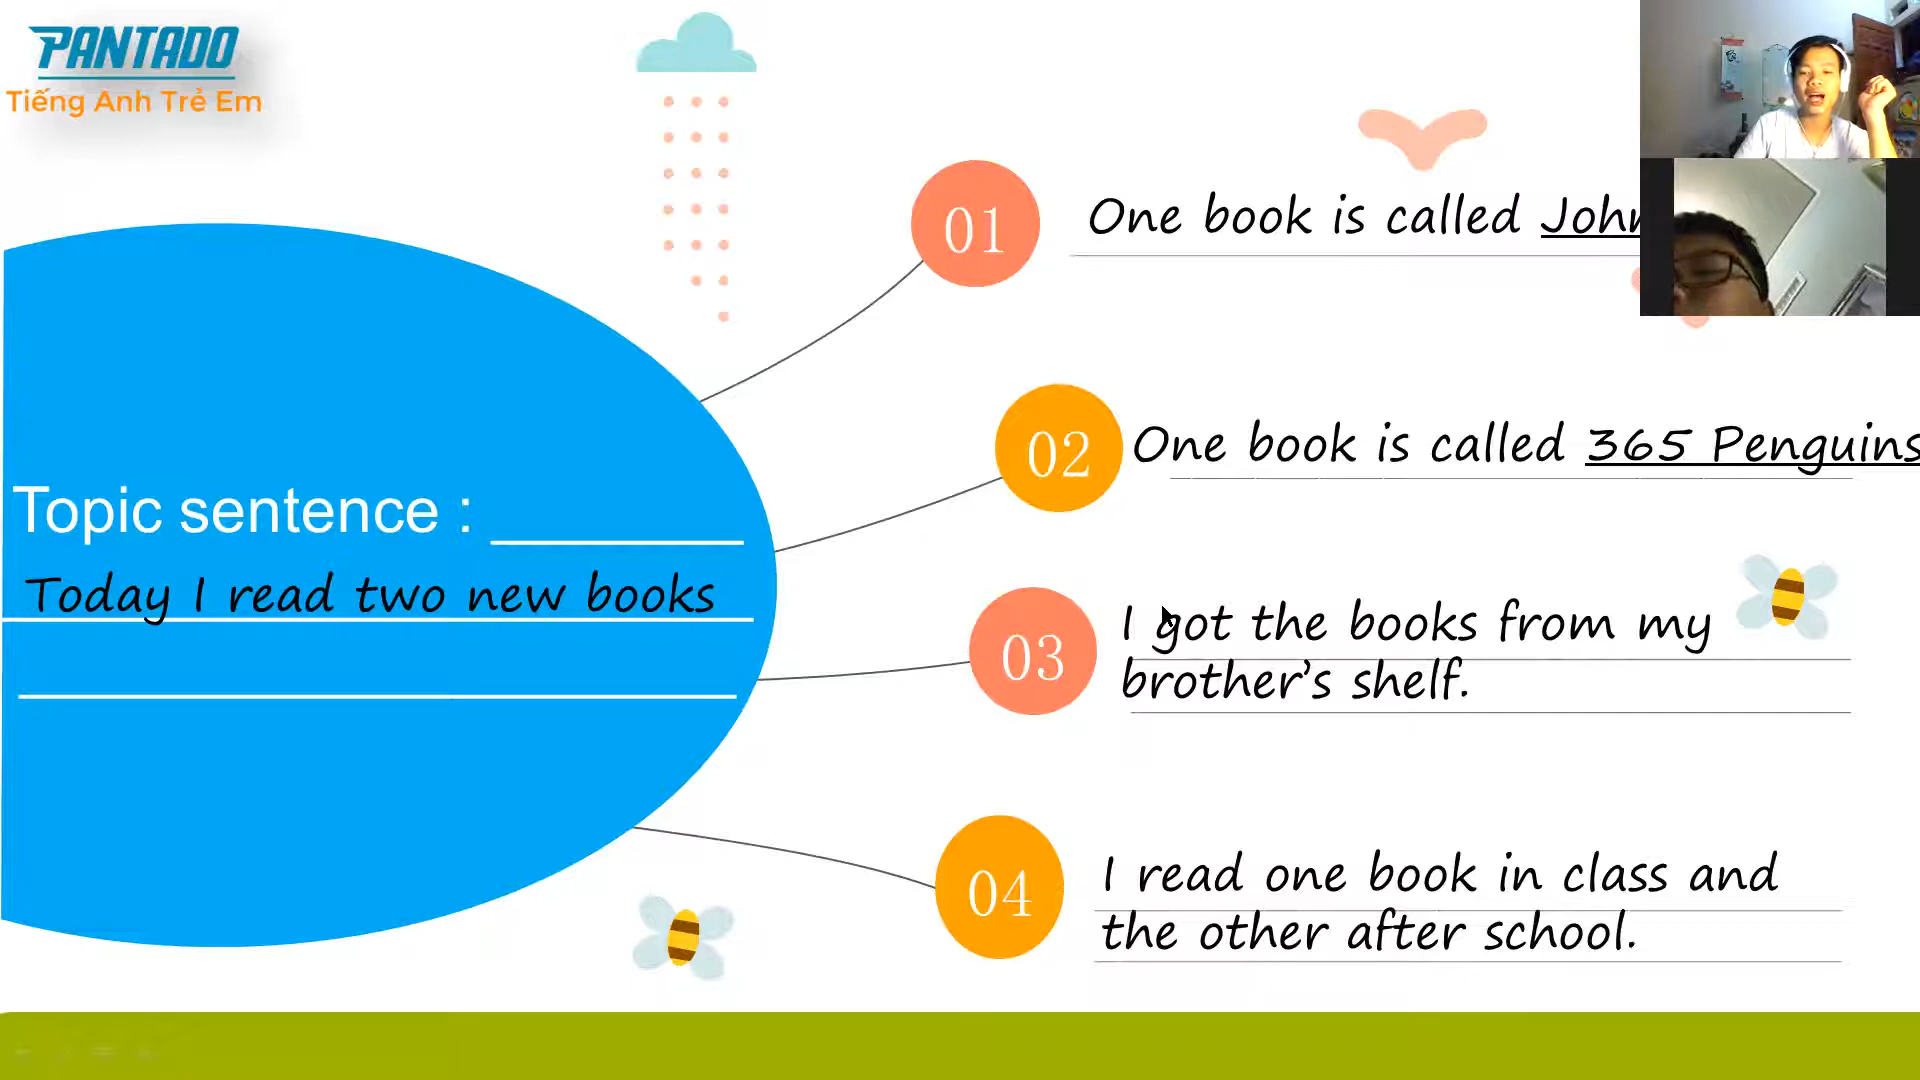 PANTADO
Tiếng Anh Trẻ Em
01
One book is called
02
One book is called 365 Penguins
Topic sentence :
Today I read two new books
03
I got the books from my
brother's shelf.
04
I read one book in class and
the other after school.